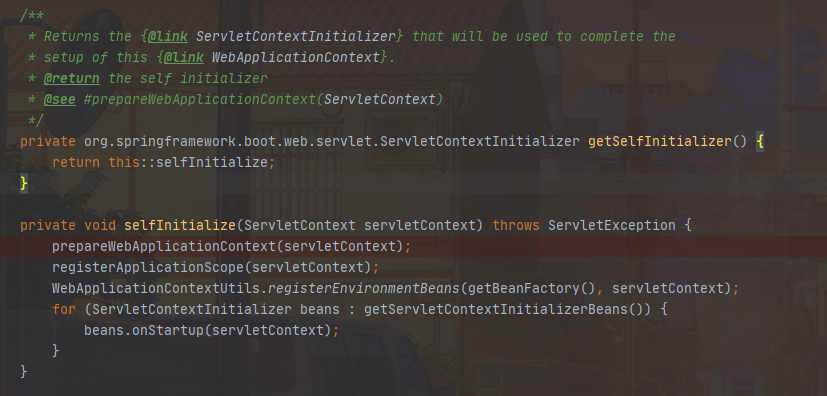 /**
 * Returns the {@link ServletContextInitializer} that will be used to complete the
 * setup of this {@link WebApplicationContext}.
 * @return the self initializer
 * @see #prepareWebApplicationContext(ServletContext)
 */
private org.springframework.boot.web.servlet.ServletContextInitializer getSelfInitializer() {
    return this::selfInitialize;
}

private void selfInitialize(ServletContext servletContext) throws ServletException {
    prepareWebApplicationContext(servletContext);
    registerApplicationScope(servletContext);
    WebApplicationContextUtils.registerEnvironmentBeans(getBeanFactory(), servletContext);
    for (ServletContextInitializer beans : getServletContextInitializerBeans()) {
        beans.onStartup(servletContext);
    }
}